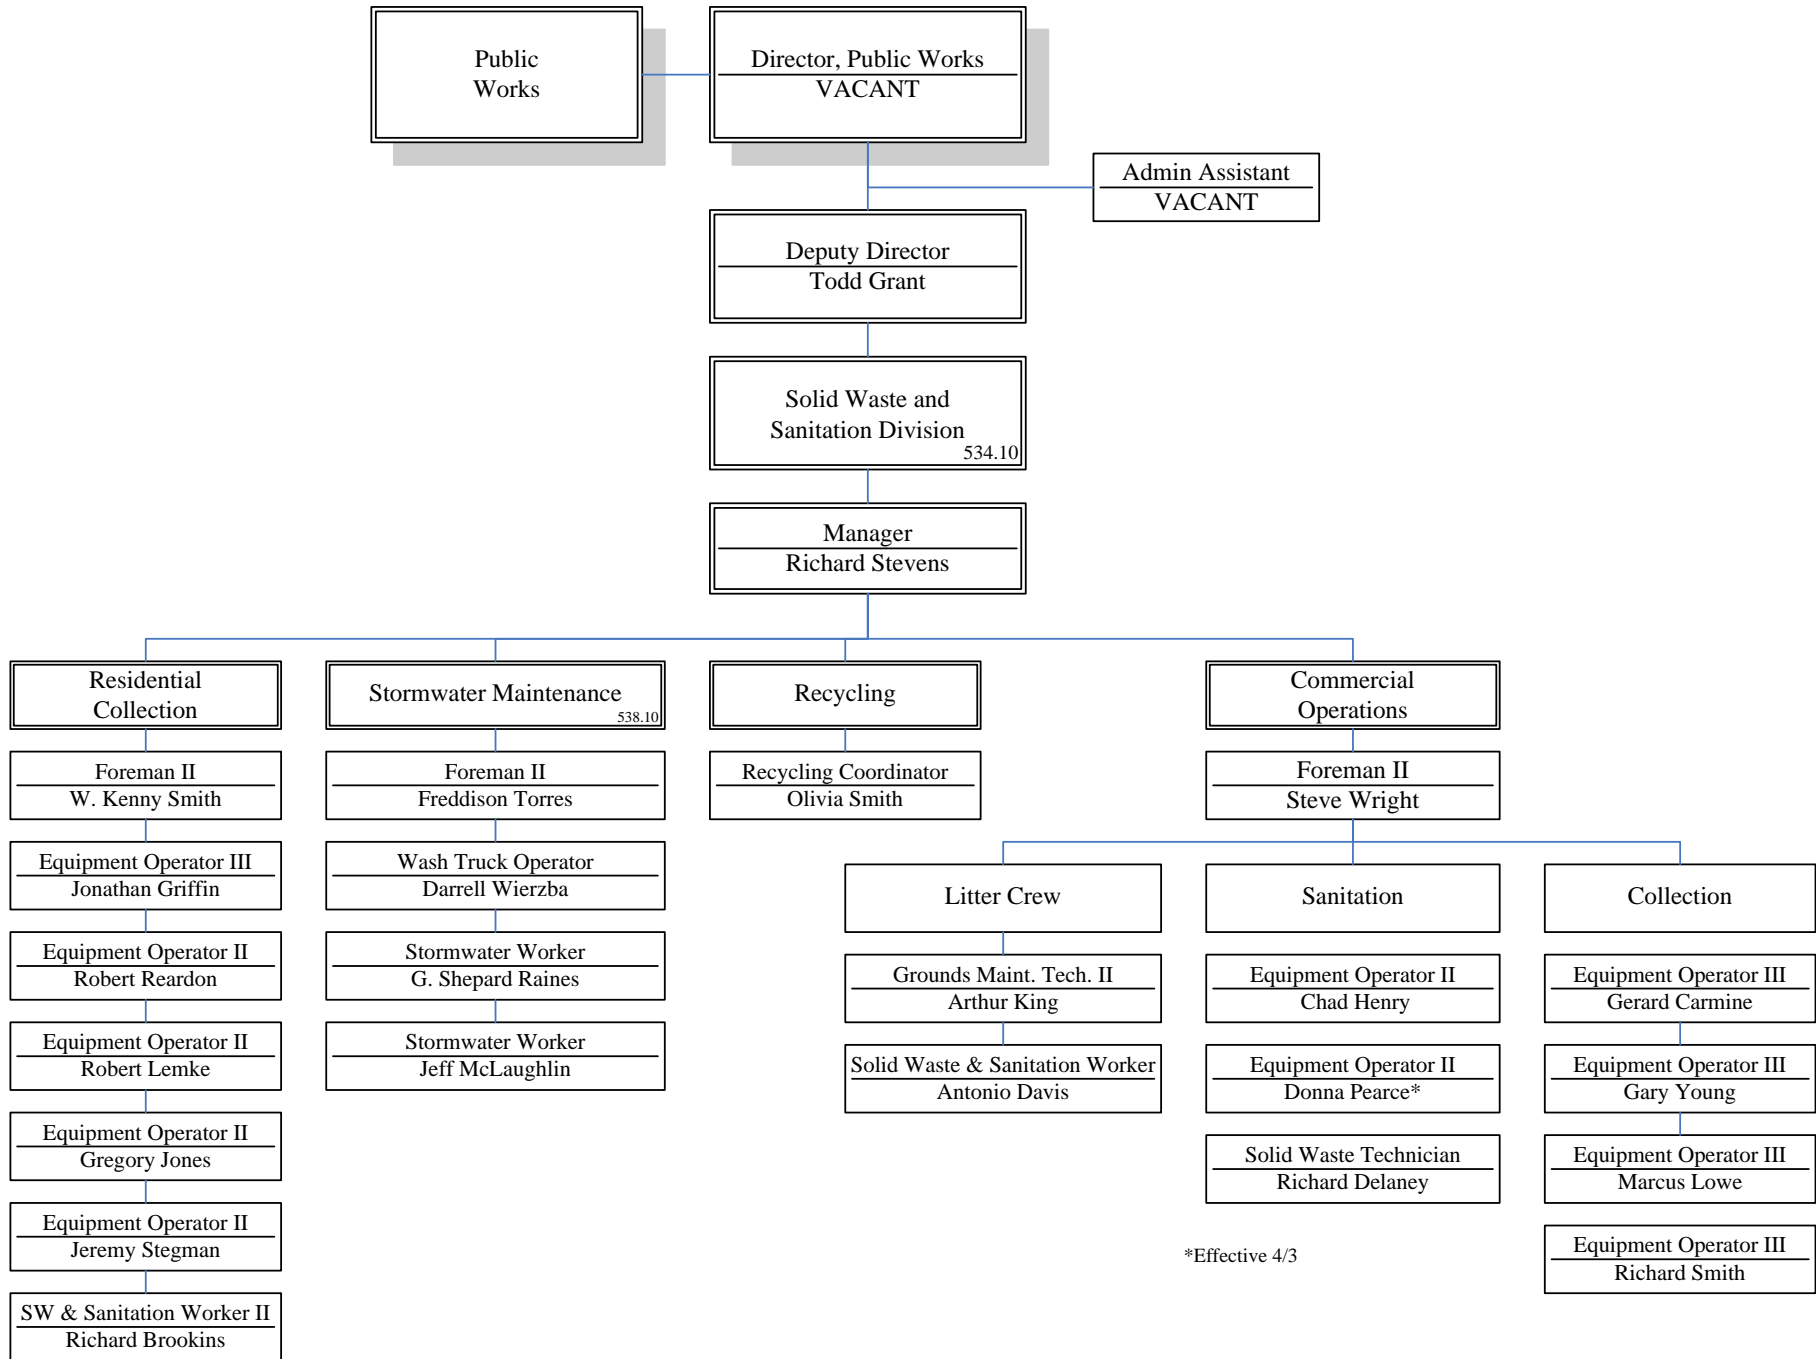 Public
Works
Director, Public Works
VACANT
Admin Assistant
VACANT
Deputy Director
Todd Grant
Solid Waste and
Sanitation Division
534.10
Manager
Richard Stevens
Residential
Collection
Foreman II
W. Kenny Smith
Equipment Operator III
Jonathan Griffin
Equipment Operator II
Robert Reardon
Equipment Operator II
Robert Lemke
Equipment Operator II
Gregory Jones
Equipment Operator II
Jeremy Stegman
SW & Sanitation Worker II
Richard Brookins
Stormwater Maintenance
538.10
Foreman II
Freddison Torres
Wash Truck Operator
Darrell Wierzba
Stormwater Worker
G. Shepard Raines
Stormwater Worker
Jeff McLaughlin
Recycling
Recycling Coordinator
Olivia Smith
Commercial
Operations
Foreman II
Steve Wright
Litter Crew
Grounds Maint. Tech. II
Arthur King
Solid Waste & Sanitation Worker
Antonio Davis
Sanitation
Equipment Operator II
Chad Henry
Equipment Operator II
Donna Pearce*
Solid Waste Technician
Richard Delaney
*Effective 4/3
Collection
Equipment Operator III
Gerard Carmine
Equipment Operator III
Gary Young
Equipment Operator III
Marcus Lowe
Equipment Operator III
Richard Smith